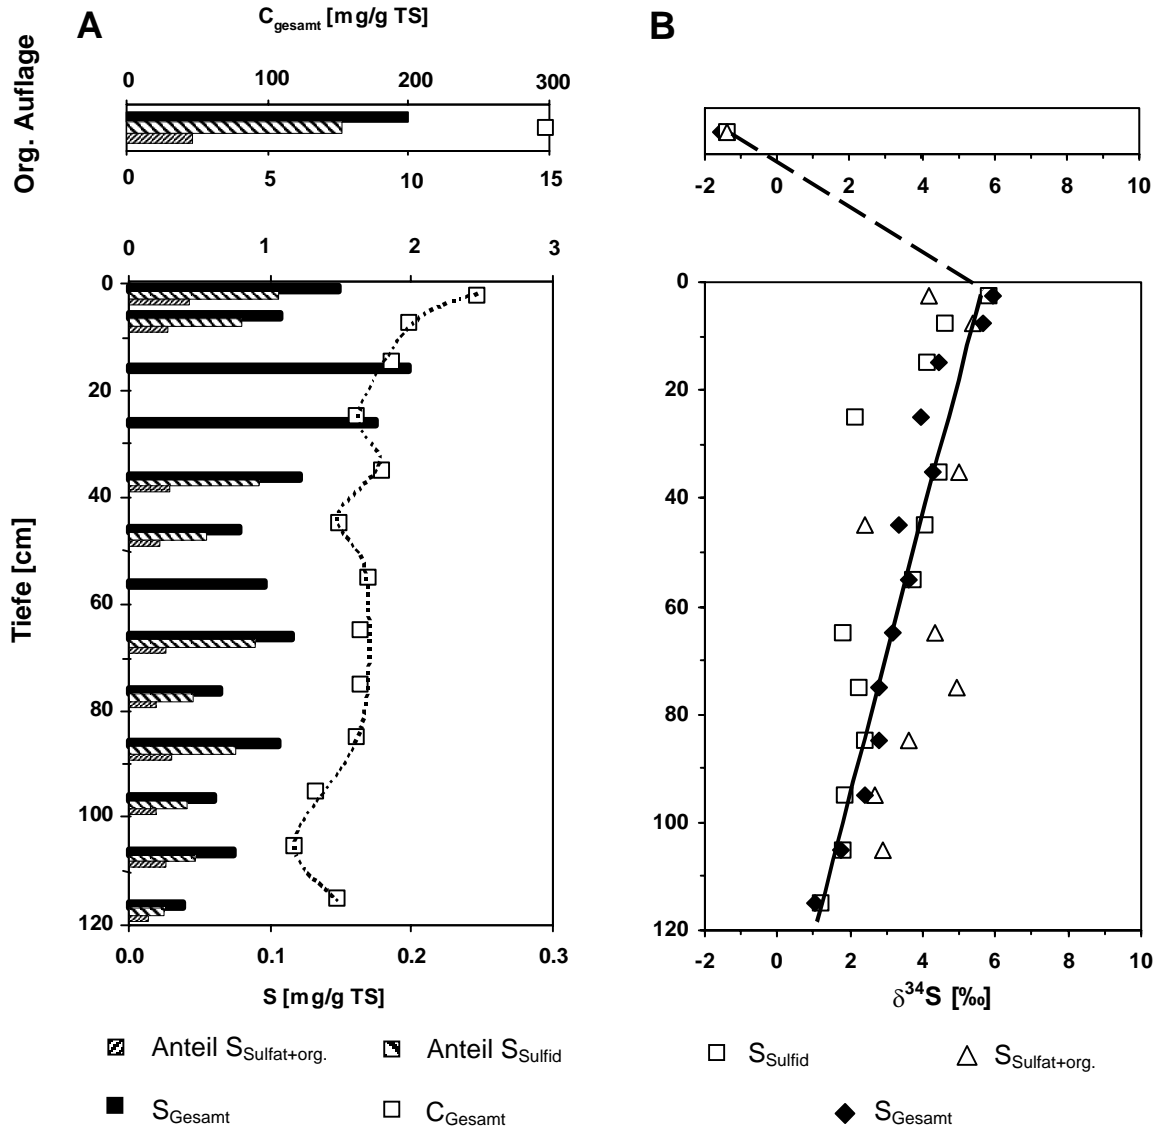 A
C_gesamt [mg/g TS]
0 100 200 300
Org. Auflage
0 5 10 15
0 1 2 3
0
20
40
60
80
100
120
Tiefe [cm]
0.0 0.1 0.2 0.3
S [mg/g TS]
Anteil S_Sulfat+org.
Anteil S_Sulfid
S_Gesamt
C_Gesamt
B
-2 0 2 4 6 8 10
0
20
40
60
80
100
120
-2 0 2 4 6 8 10
δ³⁴S [‰]
S_Sulfid
S_Sulfat+org.
S_Gesamt